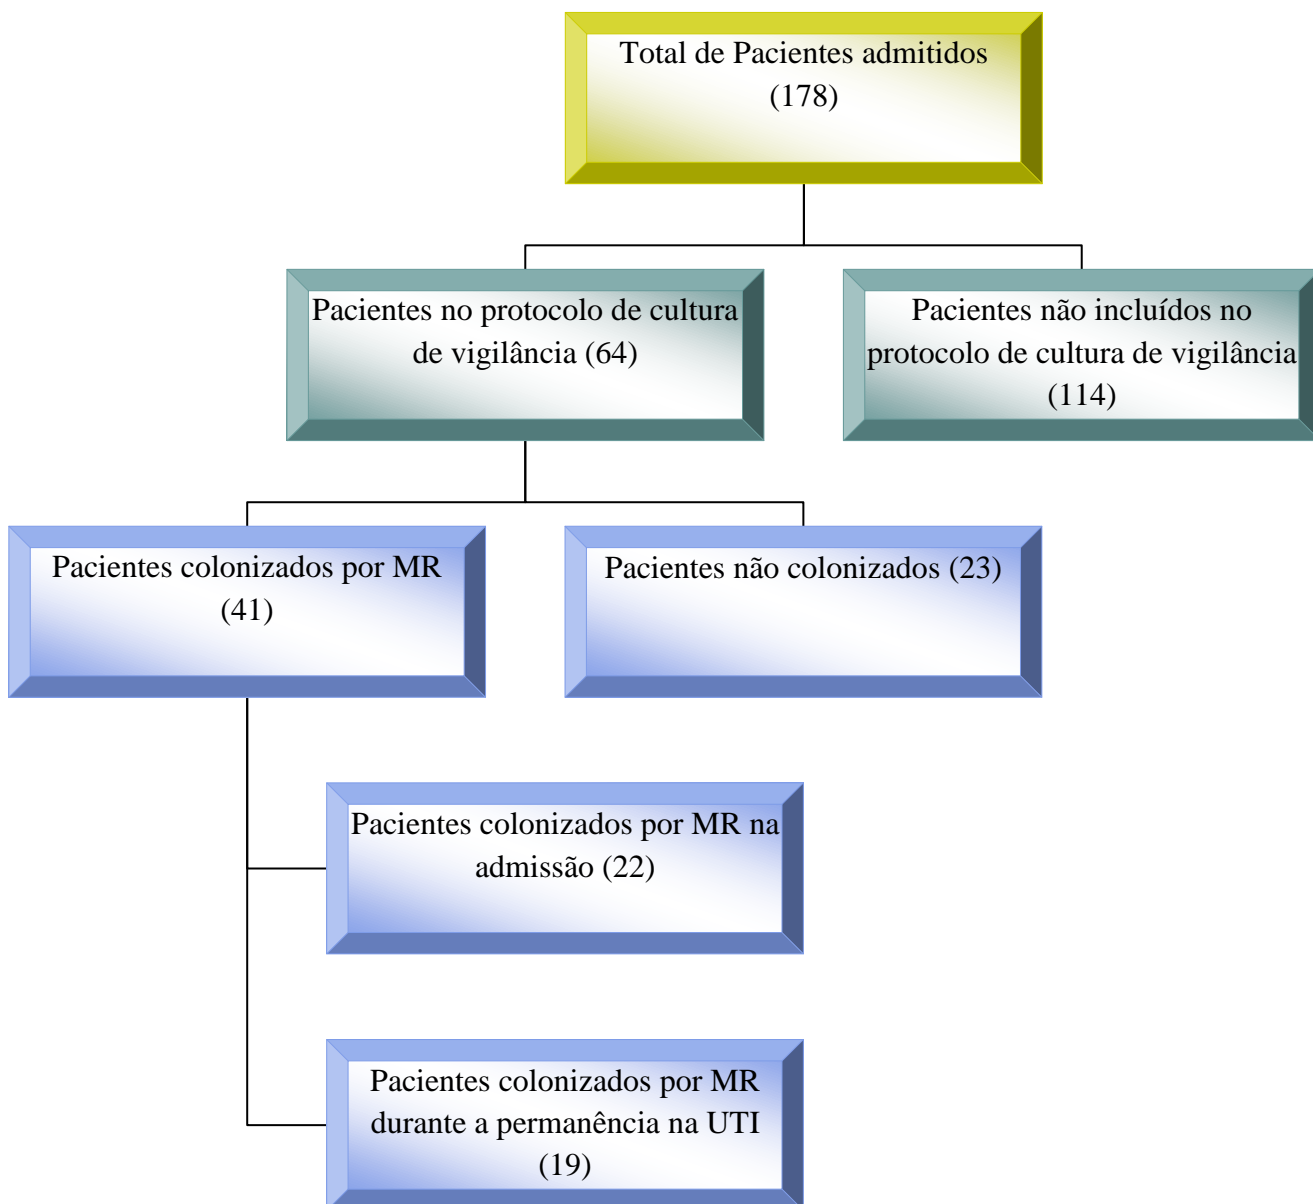 Total de Pacientes admitidos
(178)
Pacientes no protocolo de cultura
de vigilância (64)
Pacientes não incluídos no
protocolo de cultura de vigilância
(114)
Pacientes colonizados por MR
(41)
Pacientes não colonizados (23)
Pacientes colonizados por MR na
admissão (22)
Pacientes colonizados por MR
durante a permanência na UTI
(19)